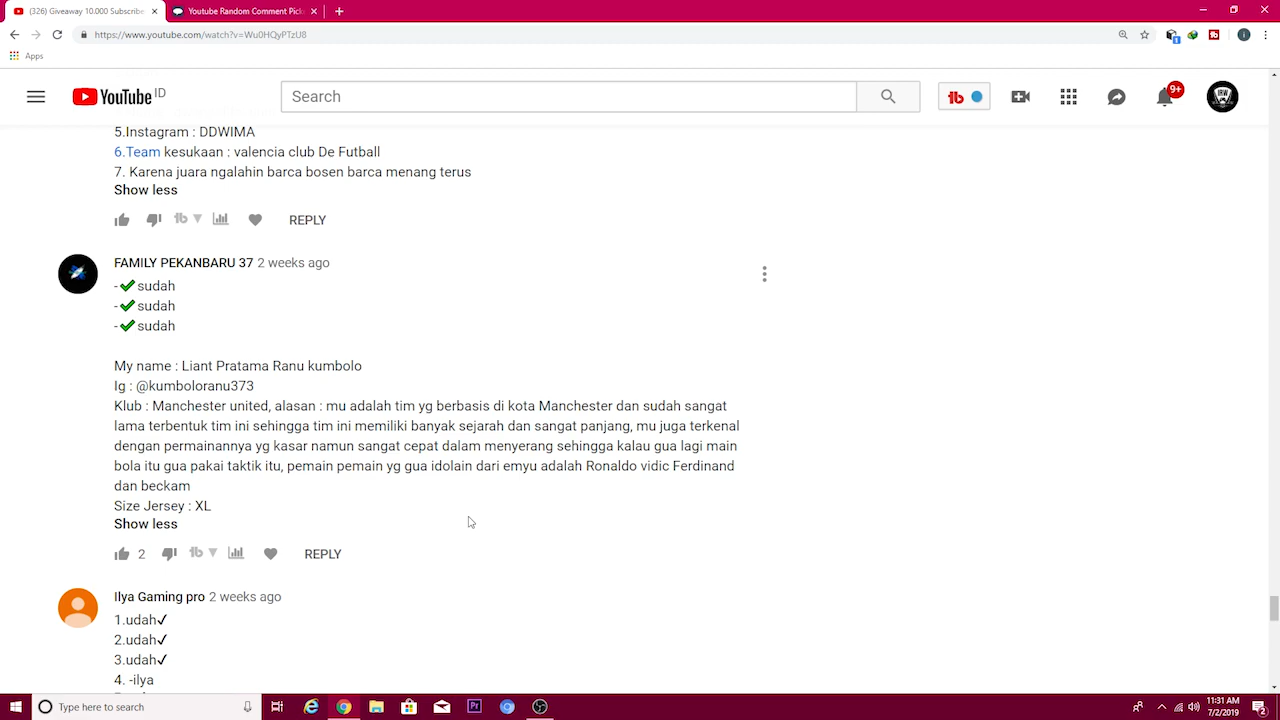 (326) Giveaway 10.000 Subscribe
Youtube Random Comment Pick
https://www.youtube.com/watch?v=Wu0HQyPTzU8
Apps
YouTube ID
Search
9+
5.Instagram : DDWIMA
6.Team kesukaan : valencia club De Futball
7. Karena juara ngalahin barca bosen barca menang terus
Show less
REPLY
FAMILY PEKANBARU 37 2 weeks ago
-✔sudah
-✔sudah
-✔sudah
My name : Liant Pratama Ranu kumbolo
Ig : @kumboloranu373
Klub : Manchester united, alasan : mu adalah tim yg berbasis di kota Manchester dan sudah sangat
lama terbentuk tim ini sehingga tim ini memiliki banyak sejarah dan sangat panjang, mu juga terkenal
dengan permainannya yg kasar namun sangat cepat dalam menyerang sehingga kalau gua lagi main
bola itu gua pakai taktik itu, pemain pemain yg gua idolain dari emyu adalah Ronaldo vidic Ferdinand
dan beckam
Size Jersey : XL
Show less
2 REPLY
Ilya Gaming pro 2 weeks ago
1.udah✓
2.udah✓
3.udah✓
4. -ilya
Type here to search
11:31 AM
7/2/2019
2